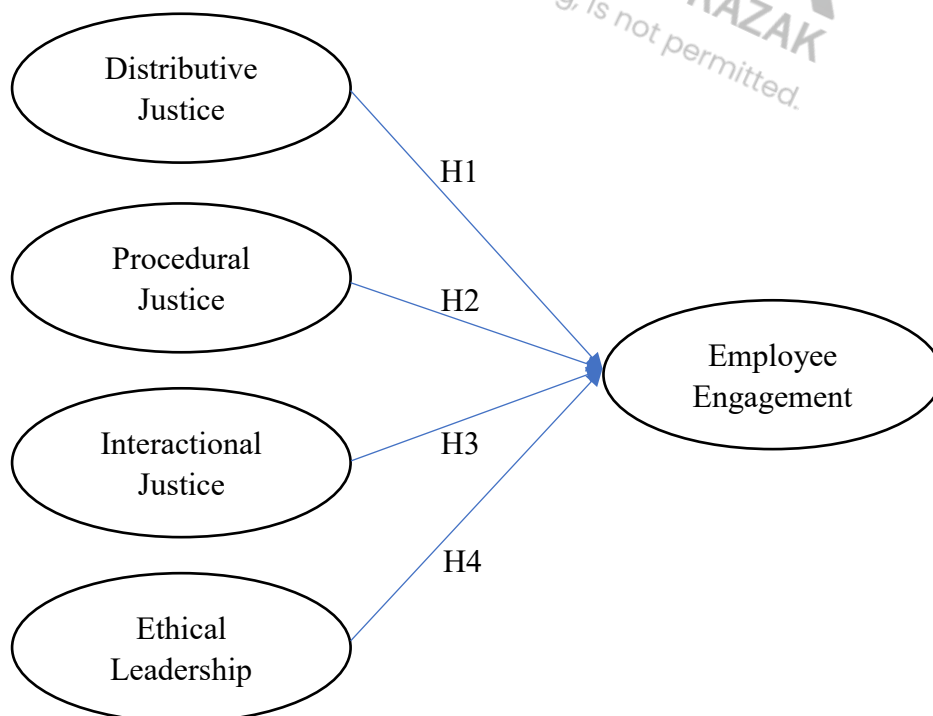 RAZAK
is not permitted.
Distributive
Justice
H1
Procedural
Justice
H2
Employee
Engagement
Interactional
Justice
H3
H4
Ethical
Leadership